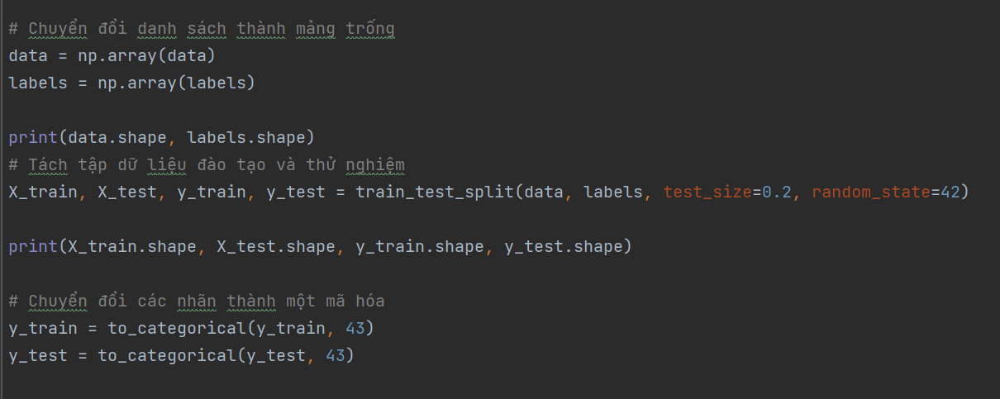 # Chuyển đổi danh sách thành mảng trống
data = np.array(data)
labels = np.array(labels)
print(data.shape, labels.shape)
# Tách tập dữ liệu đào tạo và thử nghiệm
X_train, X_test, y_train, y_test = train_test_split(data, labels, test_size=0.2, random_state=42)
print(X_train.shape, X_test.shape, y_train.shape, y_test.shape)
# Chuyển đổi các nhãn thành một mã hóa
y_train = to_categorical(y_train, 43)
y_test = to_categorical(y_test, 43)